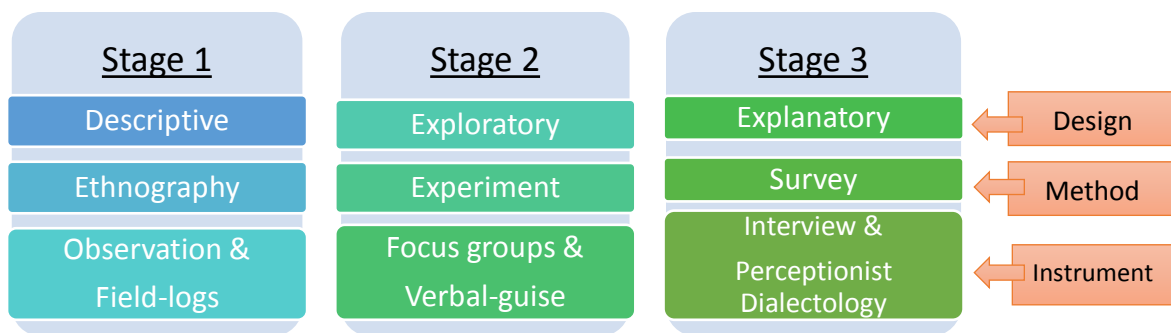 Stage 1
Descriptive
Ethnography
Observation &
Field-logs
Stage 2
Exploratory
Experiment
Focus groups &
Verbal-guise
Stage 3
Explanatory
Survey
Interview &
Perceptionist
Dialectology
Design
Method
Instrument